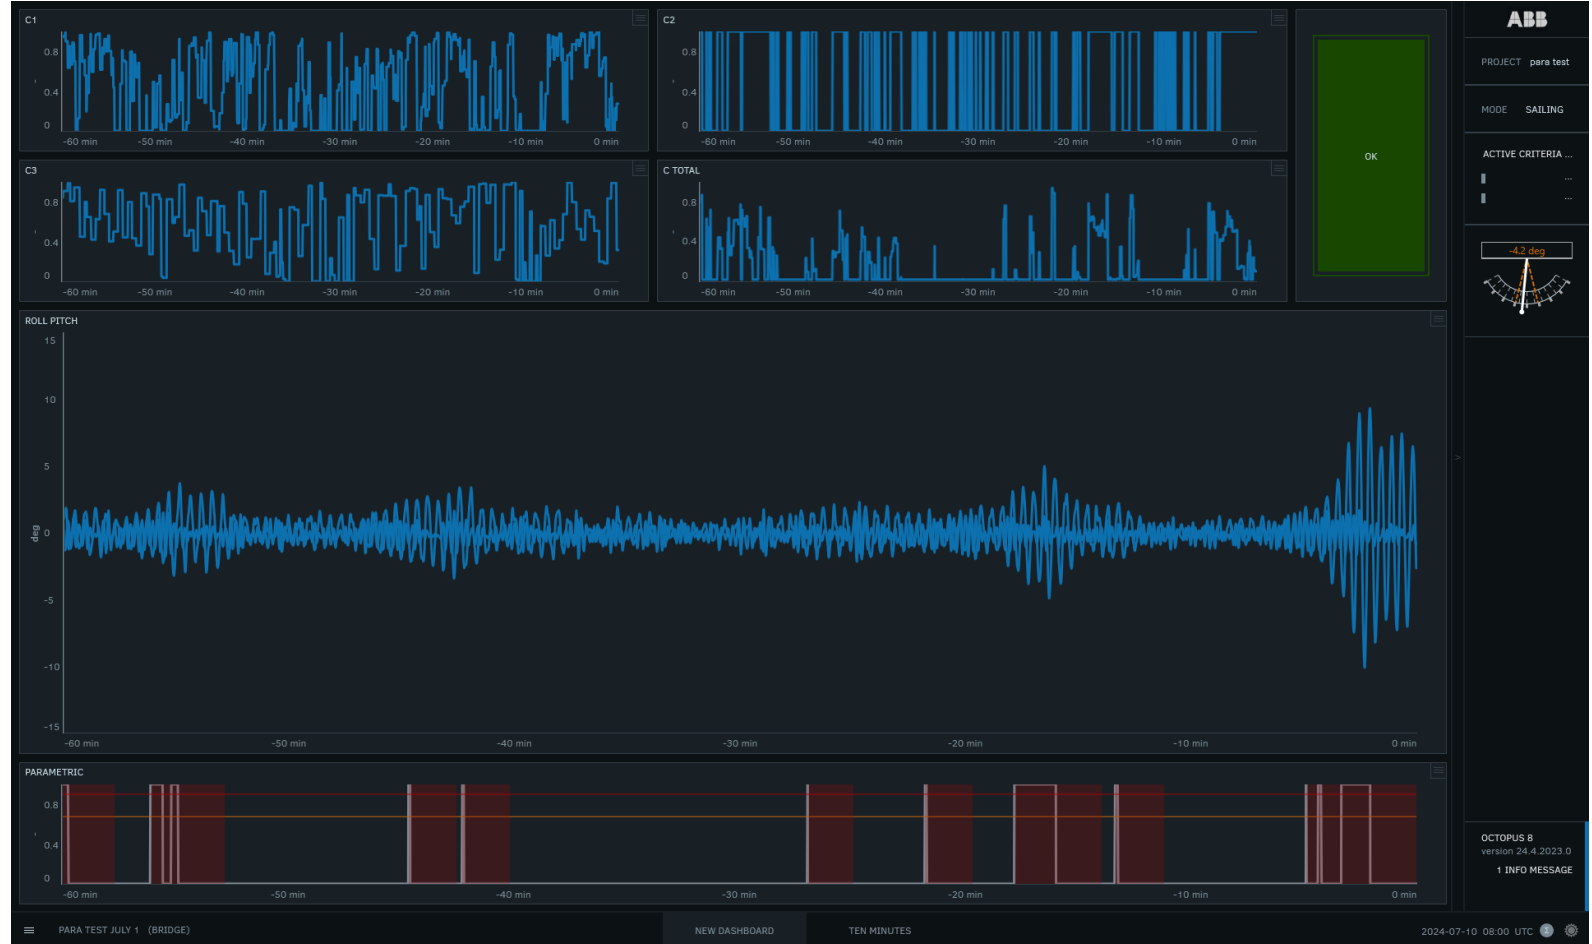 C1
0.8
0.4
0
-60 min -50 min -40 min -30 min -20 min -10 min 0 min
C2
0.8
0.4
0
-60 min -50 min -40 min -30 min -20 min -10 min 0 min
C3
0.8
0.4
0
-60 min -50 min -40 min -30 min -20 min -10 min 0 min
C TOTAL
0.8
0.4
0
-60 min -50 min -40 min -30 min -20 min -10 min 0 min
OK
ROLL PITCH
15
10
5
deg
0
-5
-10
-15
-60 min -50 min -40 min -30 min -20 min -10 min 0 min
PARAMETRIC
0.8
0.4
0
-60 min -50 min -40 min -30 min -20 min -10 min 0 min
ABB
PROJECT para test
MODE SAILING
ACTIVE CRITERIA ...
...
...
-4.2 deg
>
OCTOPUS 8
version 24.4.2023.0
1 INFO MESSAGE
PARA TEST JULY 1 (BRIDGE) NEW DASHBOARD TEN MINUTES 2024-07-10 08:00 UTC